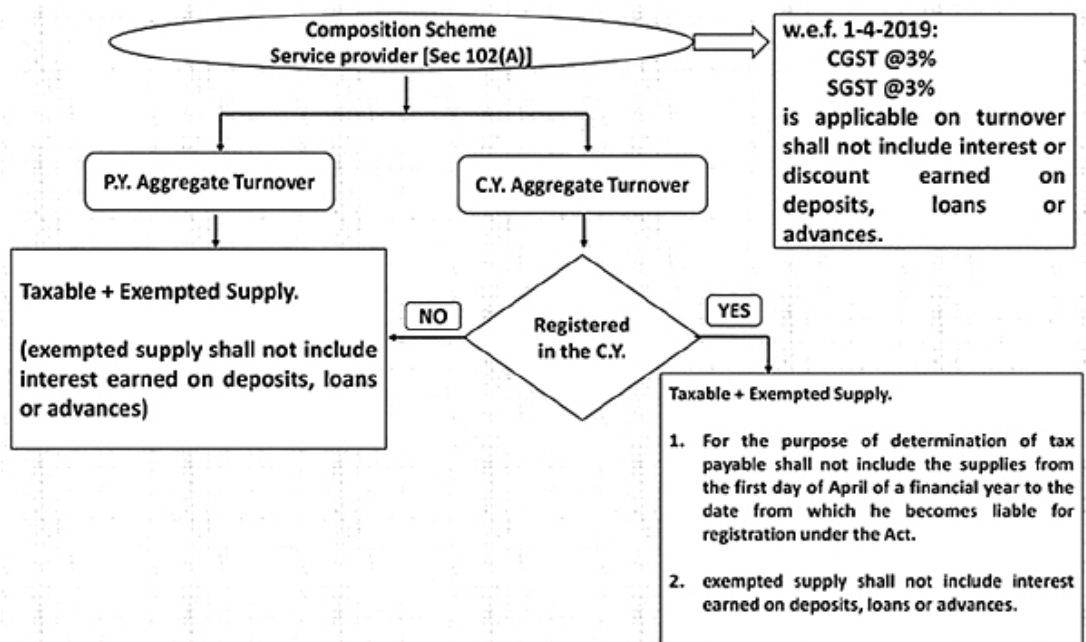 Composition Scheme
Service provider [Sec 102(A)]
w.e.f. 1-4-2019:
CGST @3%
SGST @3%
is applicable on turnover
shall not include interest or
discount earned on
deposits, loans or
advances.
P.Y. Aggregate Turnover
C.Y. Aggregate Turnover
Taxable + Exempted Supply.
(exempted supply shall not include
interest earned on deposits, loans
or advances)
NO
Registered
in the C.Y.
YES
Taxable + Exempted Supply.
1. For the purpose of determination of tax
payable shall not include the supplies from
the first day of April of a financial year to the
date from which he becomes liable for
registration under the Act.
2. exempted supply shall not include interest
earned on deposits, loans or advances.